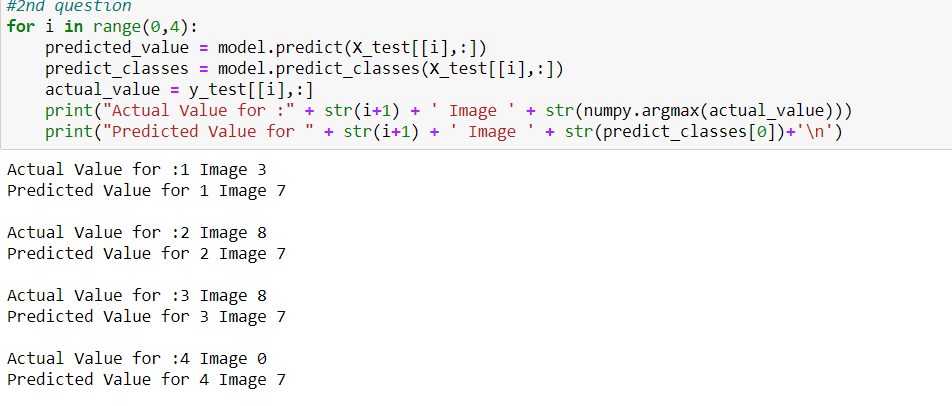 #2nd question
for i in range(0,4):
    predicted_value = model.predict(X_test[[i],:])
    predict_classes = model.predict_classes(X_test[[i],:])
    actual_value = y_test[[i],:]
    print("Actual Value for :" + str(i+1) + ' Image ' + str(numpy.argmax(actual_value)))
    print("Predicted Value for " + str(i+1) + ' Image ' + str(predict_classes[0])+'\n')
Actual Value for :1 Image 3
Predicted Value for 1 Image 7
Actual Value for :2 Image 8
Predicted Value for 2 Image 7
Actual Value for :3 Image 8
Predicted Value for 3 Image 7
Actual Value for :4 Image 0
Predicted Value for 4 Image 7